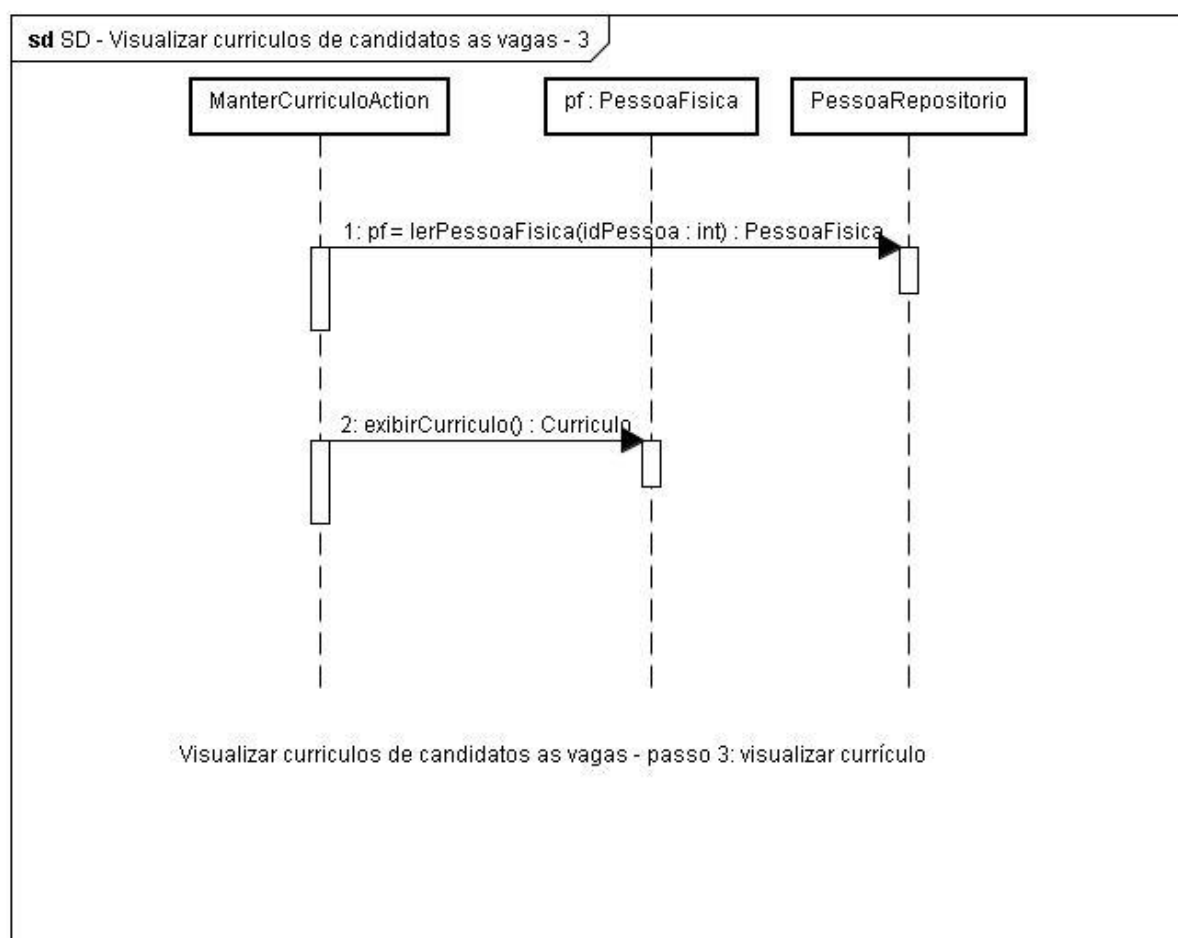 sd SD - Visualizar curriculos de candidatos as vagas - 3
ManterCurriculoAction
pf : PessoaFisica
PessoaRepositorio
1: pf = lerPessoaFisica(idPessoa : int) : PessoaFisica
2: exibirCurriculo() : Curriculo
Visualizar curriculos de candidatos as vagas - passo 3: visualizar currículo